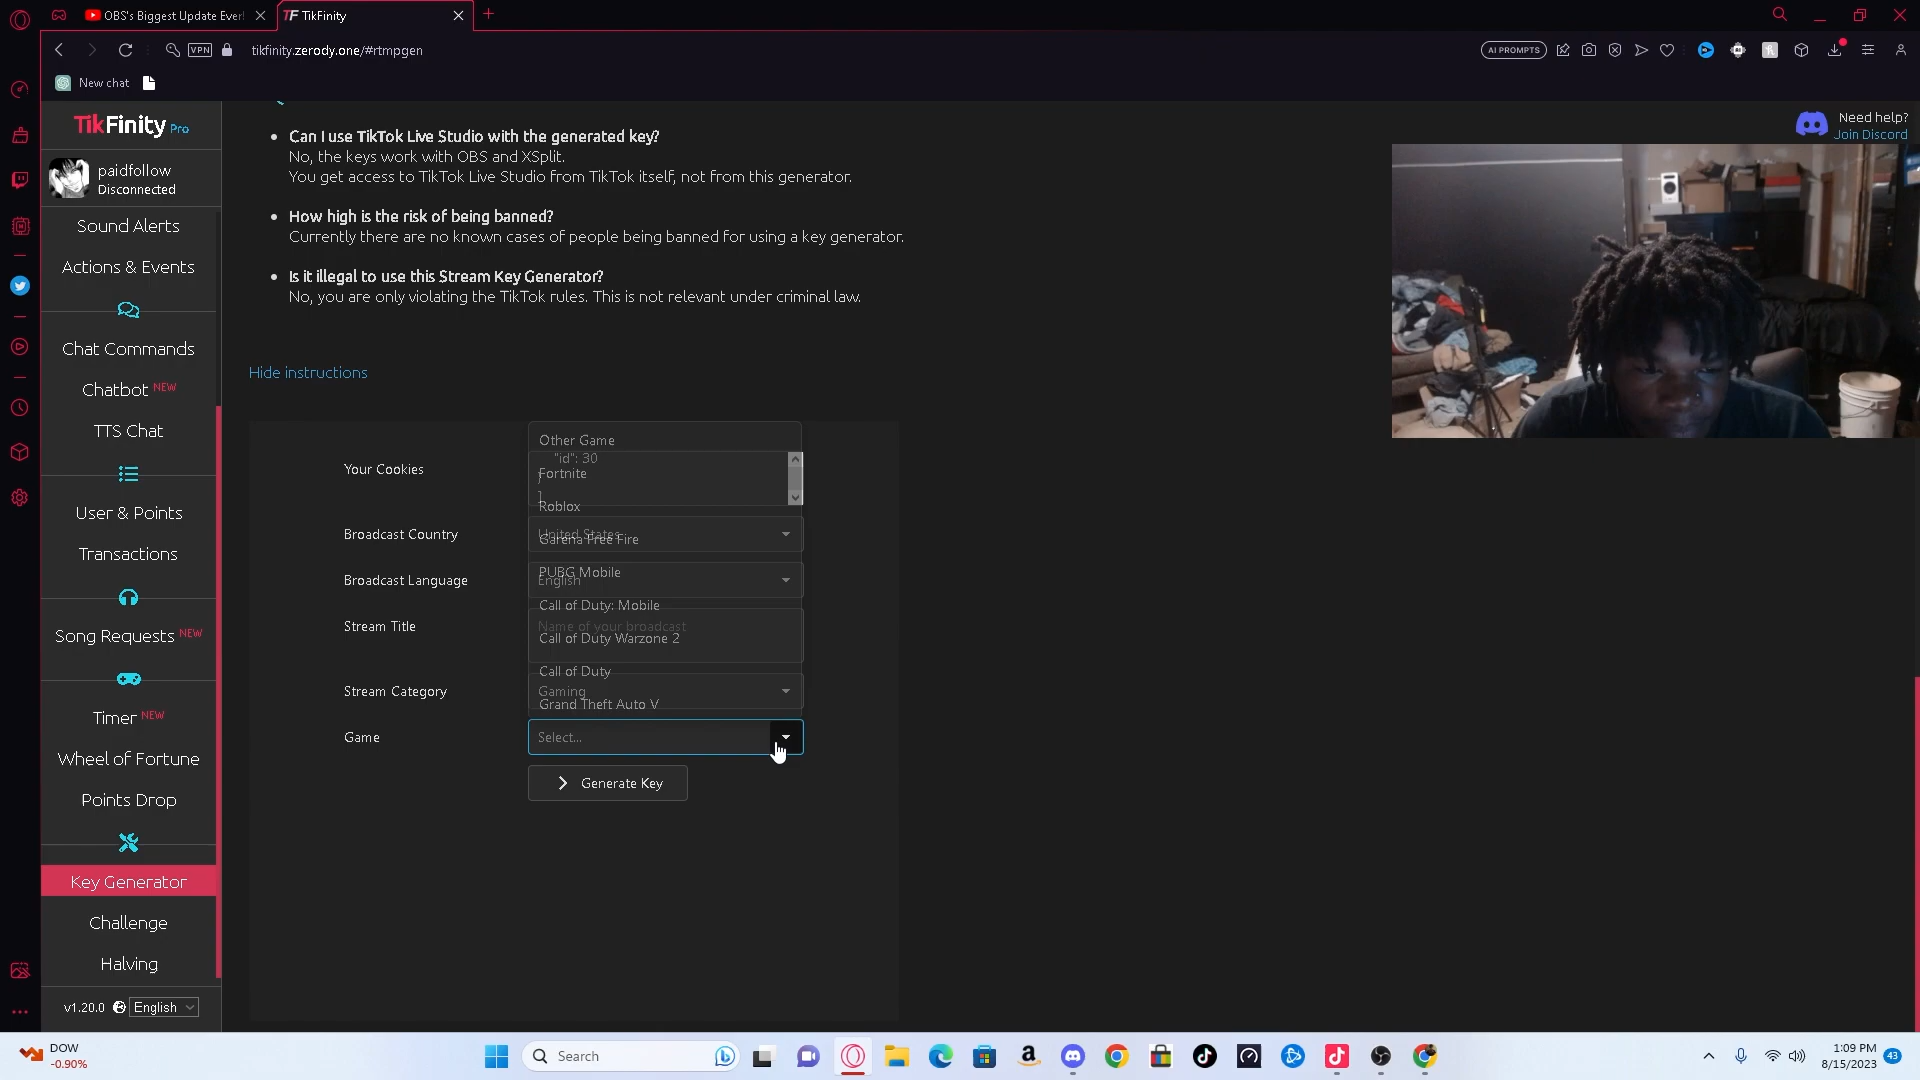 OBS's Biggest Update Ever!
TikFinity
VPN
tikfinity.zerody.one/#rtmpgen
AI PROMPTS
New chat
TikFinity Pro
paidfollow
Disconnected
Sound Alerts
Actions & Events
Chat Commands
Chatbot NEW
TTS Chat
User & Points
Transactions
Song Requests NEW
Timer NEW
Wheel of Fortune
Points Drop
Key Generator
Challenge
Halving
v1.20.0 English
Need help?
Join Discord
Can I use TikTok Live Studio with the generated key?
No, the keys work with OBS and XSplit.
You get access to TikTok Live Studio from TikTok itself, not from this generator.
How high is the risk of being banned?
Currently there are no known cases of people being banned for using a key generator.
Is it illegal to use this Stream Key Generator?
No, you are only violating the TikTok rules. This is not relevant under criminal law.
Hide instructions
Other Game
"id": 30
Your Cookies
Fortnite
]
Roblox
Broadcast Country
United States
Garena Free Fire
PUBG Mobile
Broadcast Language
English
Call of Duty: Mobile
Stream Title
Name of your broadcast
Call of Duty Warzone 2
Call of Duty
Stream Category
Gaming
Grand Theft Auto V
Game
Select...
Generate Key
DOW
-0.90%
Search
1:09 PM
8/15/2023
43